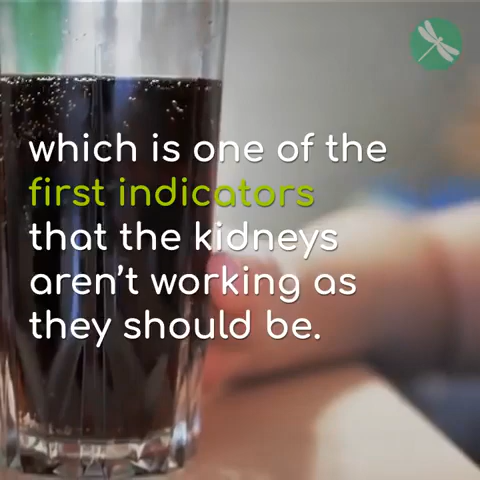 which is one of the
first indicators
that the kidneys
aren’t working as
they should be.